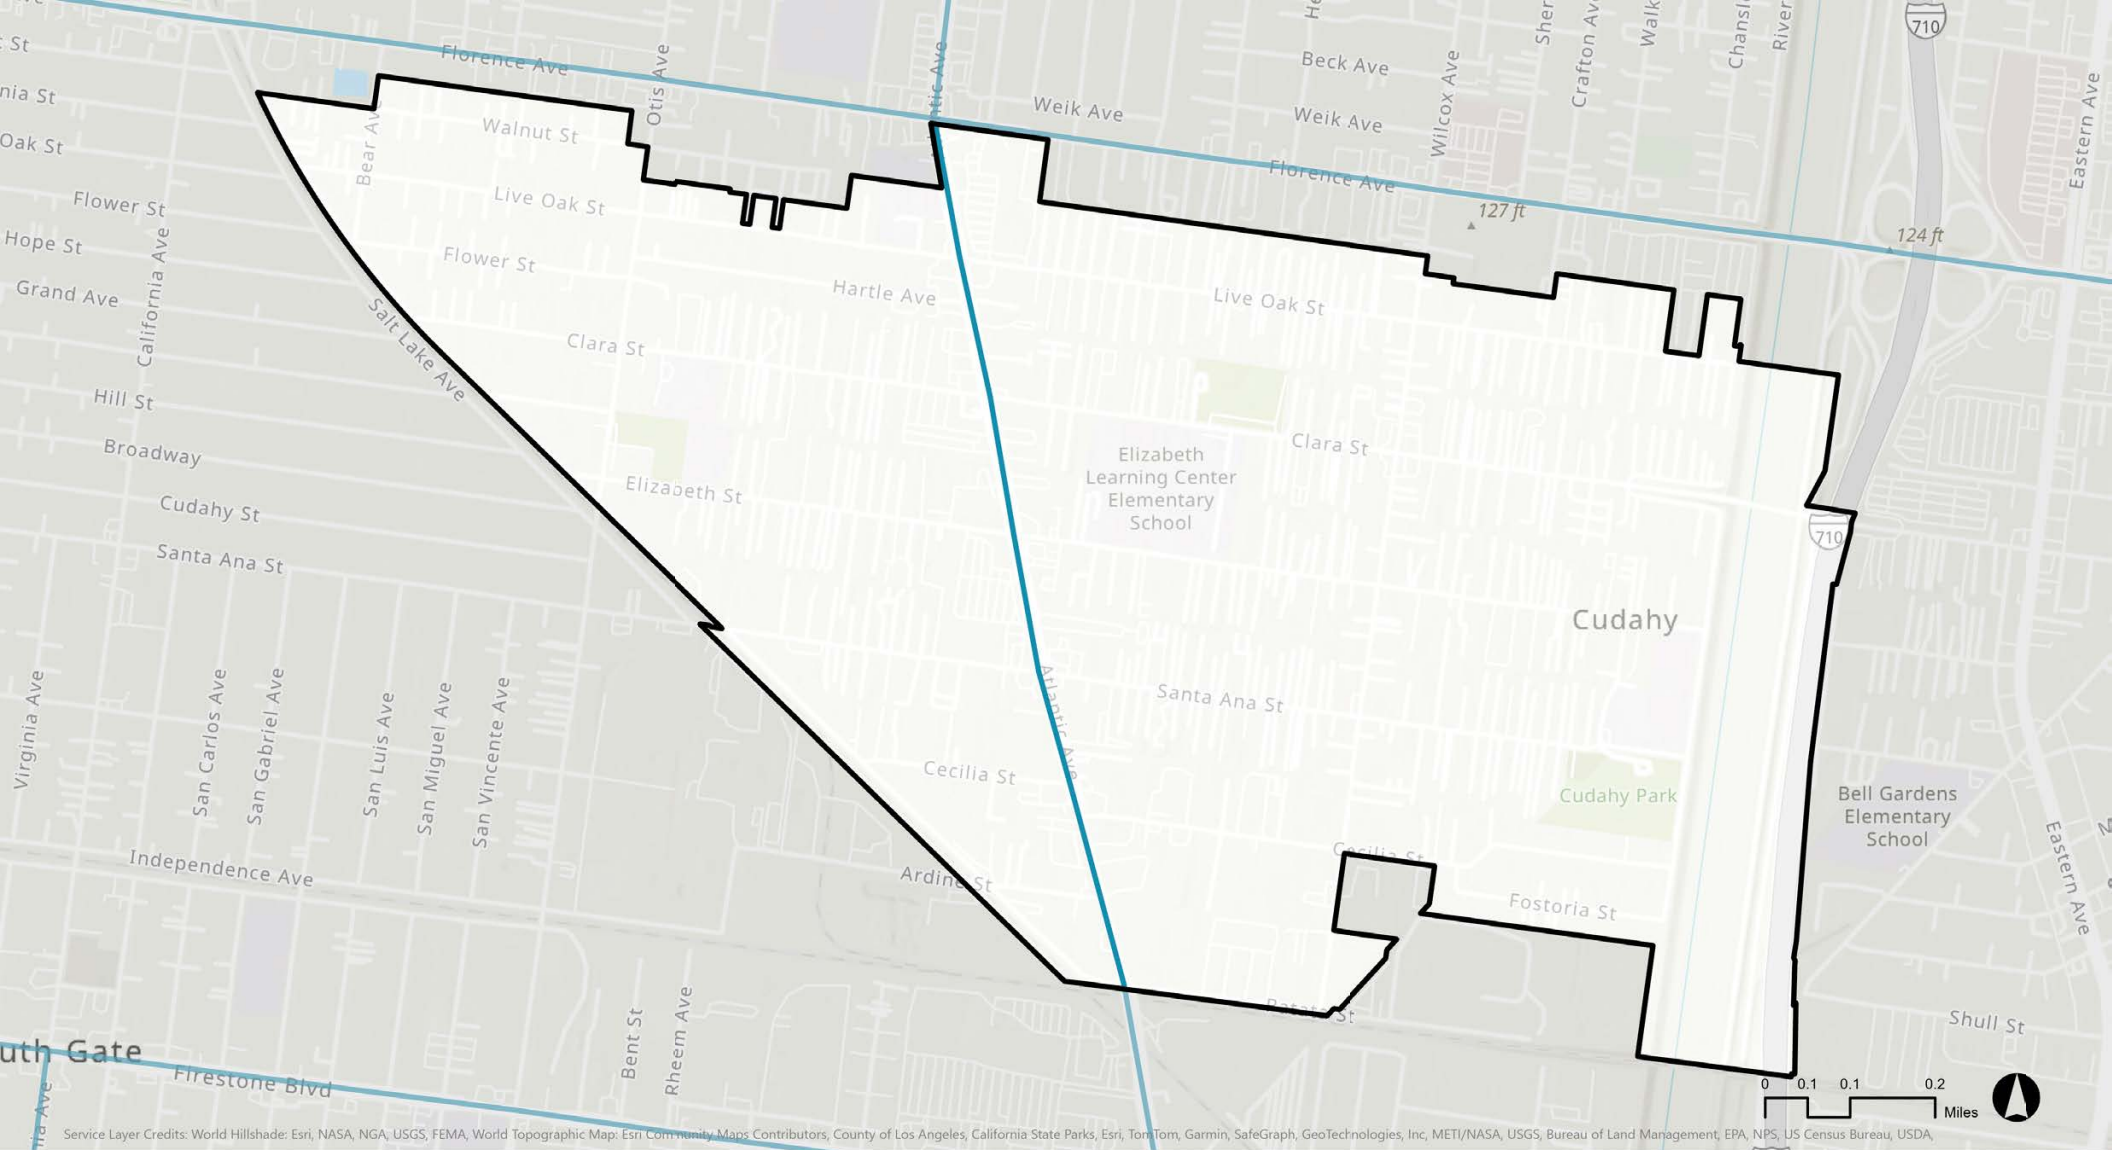 St
Florence Ave
Otis Ave
Beck Ave
Wilcox Ave
Crafton Ave
710
Eastern Ave
Weik Ave
Weik Ave
Walnut St
Oak St
Bear Ave
Florence Ave
Flower St
Live Oak St
127 ft
124 ft
Hope St
California Ave
Flower St
Grand Ave
Hartle Ave
Live Oak St
Salt Lake Ave
Clara St
Hill St
Clara St
Broadway
Elizabeth
Learning Center
Elementary
School
Elizabeth St
Cudahy St
710
Santa Ana St
Cudahy
Virginia Ave
San Carlos Ave
San Gabriel Ave
San Luis Ave
San Miguel Ave
San Vincente Ave
Atlantic Ave
Santa Ana St
Cecilia St
Cudahy Park
Bell Gardens
Elementary
School
Independence Ave
Ardine St
Cecilia St
Eastern Ave
Fostoria St
Bent St
Rheem Ave
Patata St
Shull St
uth Gate
Firestone Blvd
0 0.1 0.1 0.2
Miles
Service Layer Credits: World Hillshade: Esri, NASA, NGA, USGS, FEMA, World Topographic Map: Esri Community Maps Contributors, County of Los Angeles, California State Parks, Esri, TomTom, Garmin, SafeGraph, GeoTechnologies, Inc, METI/NASA, USGS, Bureau of Land Management, EPA, NPS, US Census Bureau, USDA,